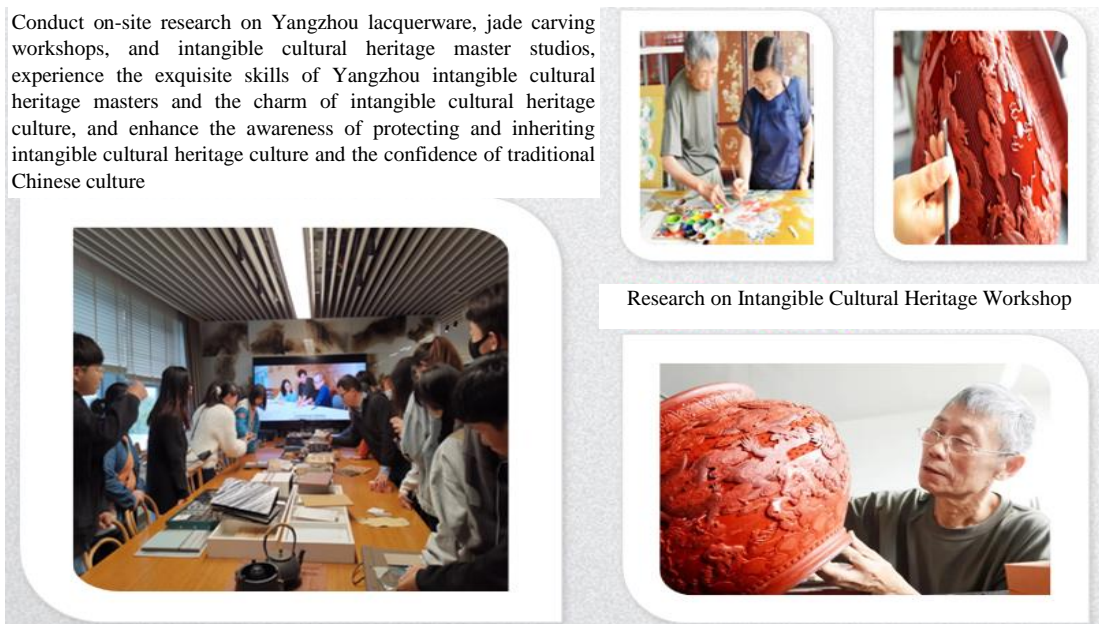 Conduct on-site research on Yangzhou lacquerware, jade carving
workshops, and intangible cultural heritage master studios,
experience the exquisite skills of Yangzhou intangible cultural
heritage masters and the charm of intangible cultural heritage
culture, and enhance the awareness of protecting and inheriting
intangible cultural heritage culture and the confidence of traditional
Chinese culture
Research on Intangible Cultural Heritage Workshop